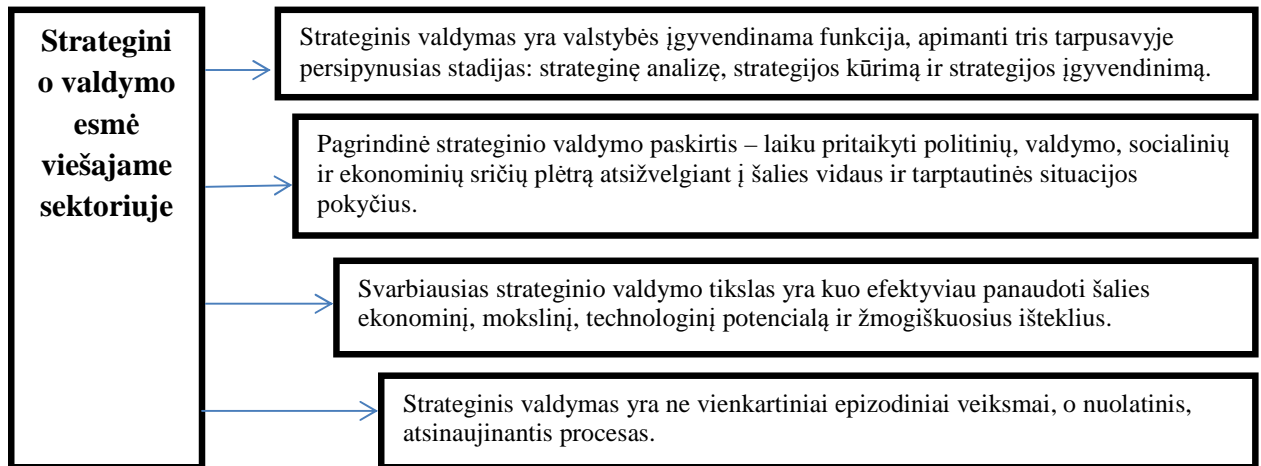 Strategini
o valdymo
esmė
viešajame
sektoriuje
Strateginis valdymas yra valstybės įgyvendinama funkcija, apimanti tris tarpusavyje
persipynusias stadijas: strateginę analizę, strategijos kūrimą ir strategijos įgyvendinimą.
Pagrindinė strateginio valdymo paskirtis – laiku pritaikyti politinių, valdymo, socialinių
ir ekonominių sričių plėtrą atsižvelgiant į šalies vidaus ir tarptautinės situacijos
pokyčius.
Svarbiausias strateginio valdymo tikslas yra kuo efektyviau panaudoti šalies
ekonominį, mokslinį, technologinį potencialą ir žmogiškuosius išteklius.
Strateginis valdymas yra ne vienkartiniai epizodiniai veiksmai, o nuolatinis,
atsinaujinantis procesas.